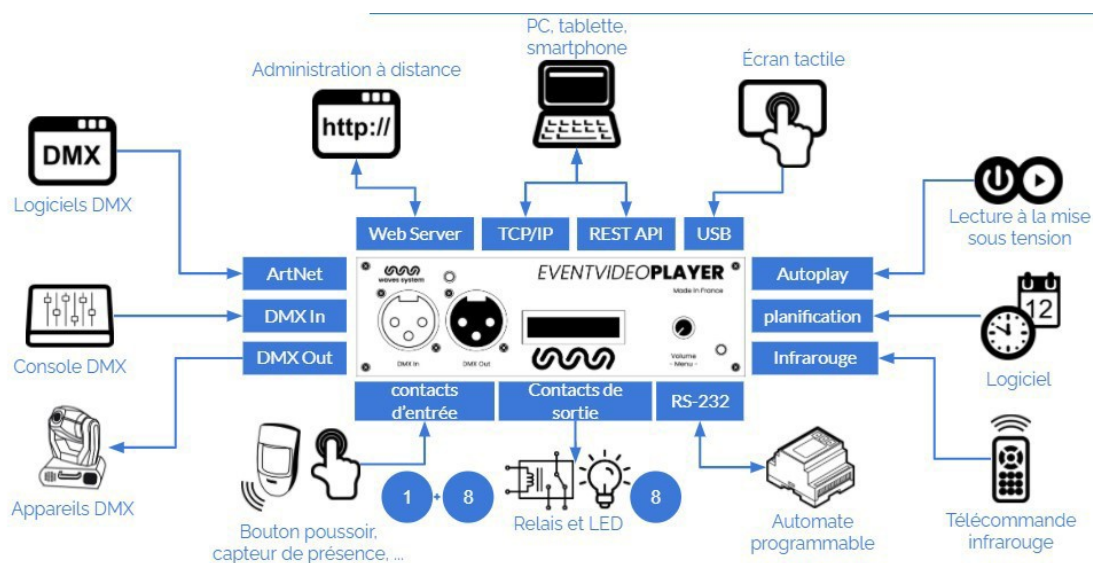 PC, tablette,
smartphone
Administration à distance
Écran tactile
http://
DMX
Logiciels DMX
Lecture à la mise
sous tension
Web Server
TCP/IP
REST API
USB
ArtNet
waves system
EVENTVIDEOPLAYER
Made In France
Autoplay
DMX In
planification
12
Console DMX
DMX Out
DMX In
DMX Out
Volume
- Menu -
Infrarouge
Logiciel
contacts
d'entrée
Contacts de
sortie
RS-232
1 + 8
8
Appareils DMX
Bouton poussoir,
capteur de présence, ...
Relais et LED
Automate
programmable
Télécommande
infrarouge